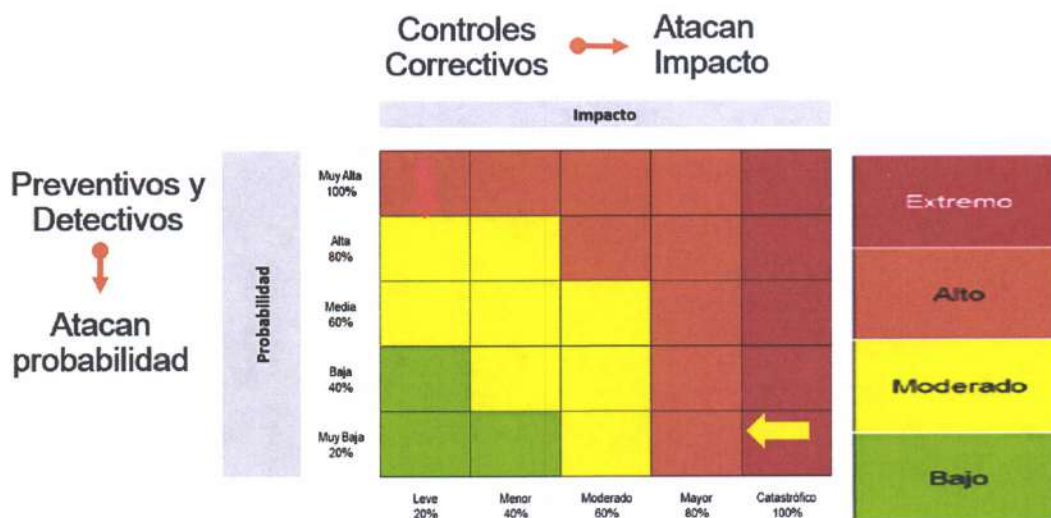 Controles
Correctivos
Atacan
Impacto
Impacto
Preventivos y
Detectivos
Atacan
probabilidad
Probabilidad
Muy Alta
100%
Alta
80%
Media
60%
Baja
40%
Muy Baja
20%
Leve
20%
Menor
40%
Moderado
60%
Mayor
80%
Catastrófico
100%
Extremo
Alto
Moderado
Bajo